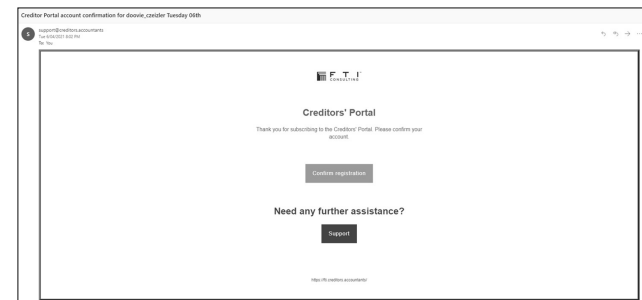 Creditor Portal account confirmation for doovie_czeizler Tuesday 06th
S
support@creditors.accountants
Tue 6/04/2021 4:02 PM
To: You
F T I
CONSULTING
Creditors' Portal
Thank you for subscribing to the Creditors' Portal. Please confirm your
account.
Confirm registration
Need any further assistance?
Support
https://fti.creditors.accountants/